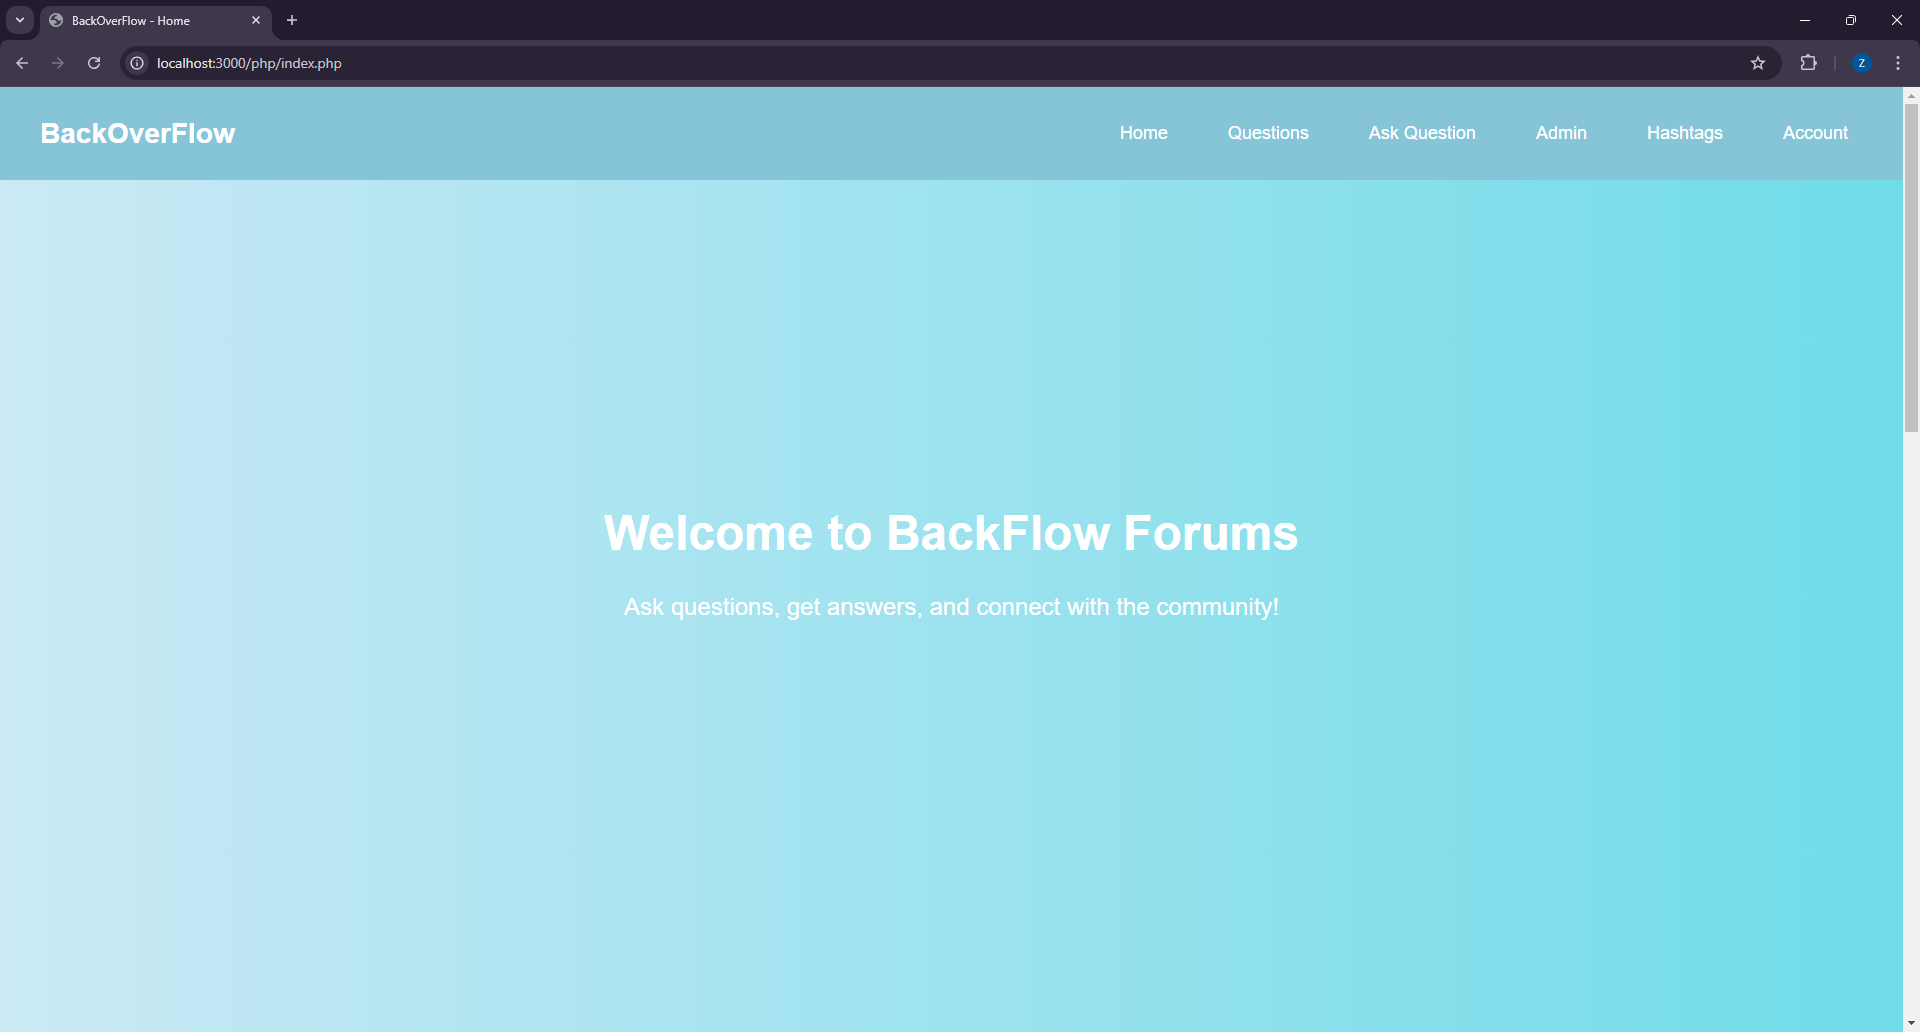 BackOverFlow - Home
localhost:3000/php/index.php
Z
BackOverFlow
Home Questions Ask Question Admin Hashtags Account
Welcome to BackFlow Forums
Ask questions, get answers, and connect with the community!